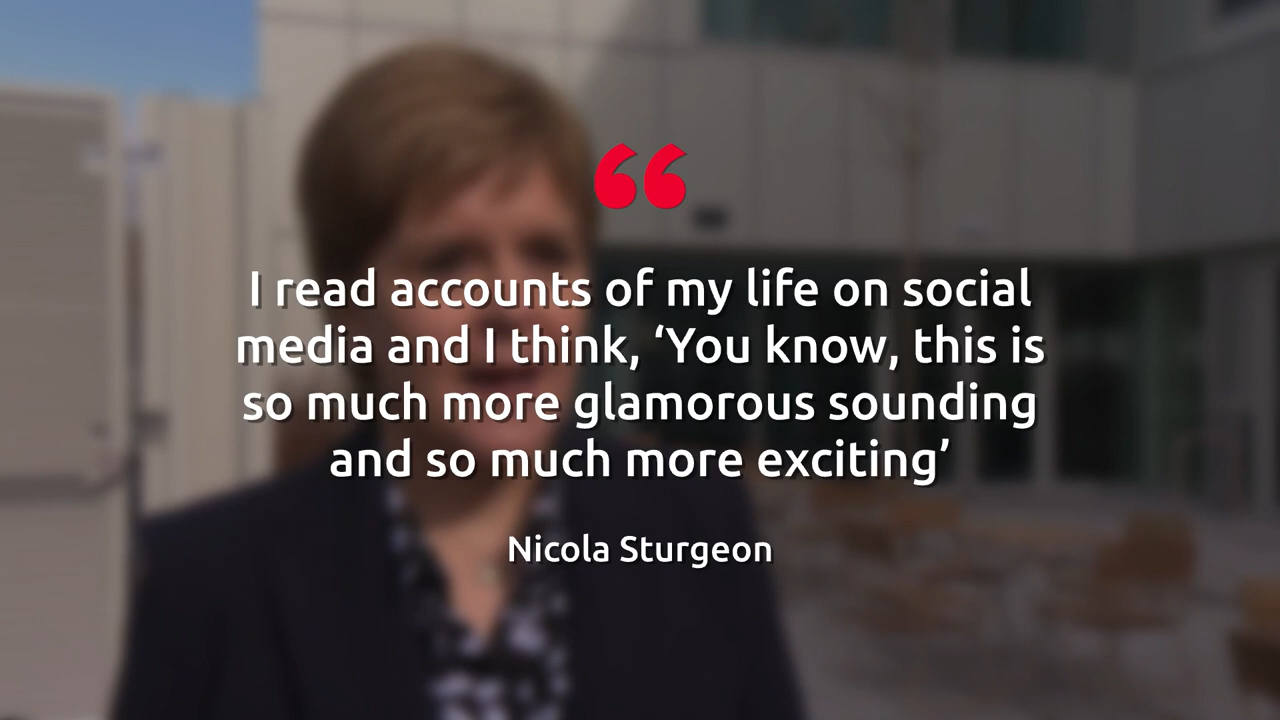 “
I read accounts of my life on social
media and I think, ‘You know, this is
so much more glamorous sounding
and so much more exciting’
Nicola Sturgeon